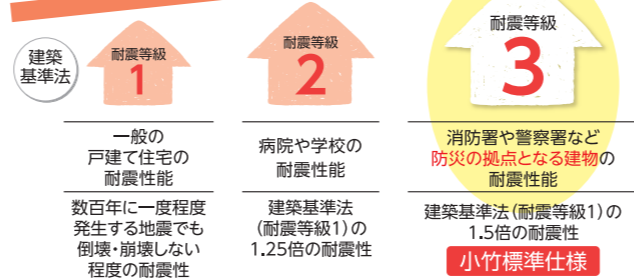 建築
基準法
耐震等級
1
耐震等級
2
耐震等級
3
一般の
戸建て住宅の
耐震性能
病院や学校の
耐震性能
消防署や警察署など
防災の拠点となる建物の
耐震性能
数百年に一度程度
発生する地震でも
倒壊・崩壊しない
程度の耐震性
建築基準法
(耐震等級1)の
1.25倍の耐震性
建築基準法(耐震等級1)の
1.5倍の耐震性
小竹標準仕様